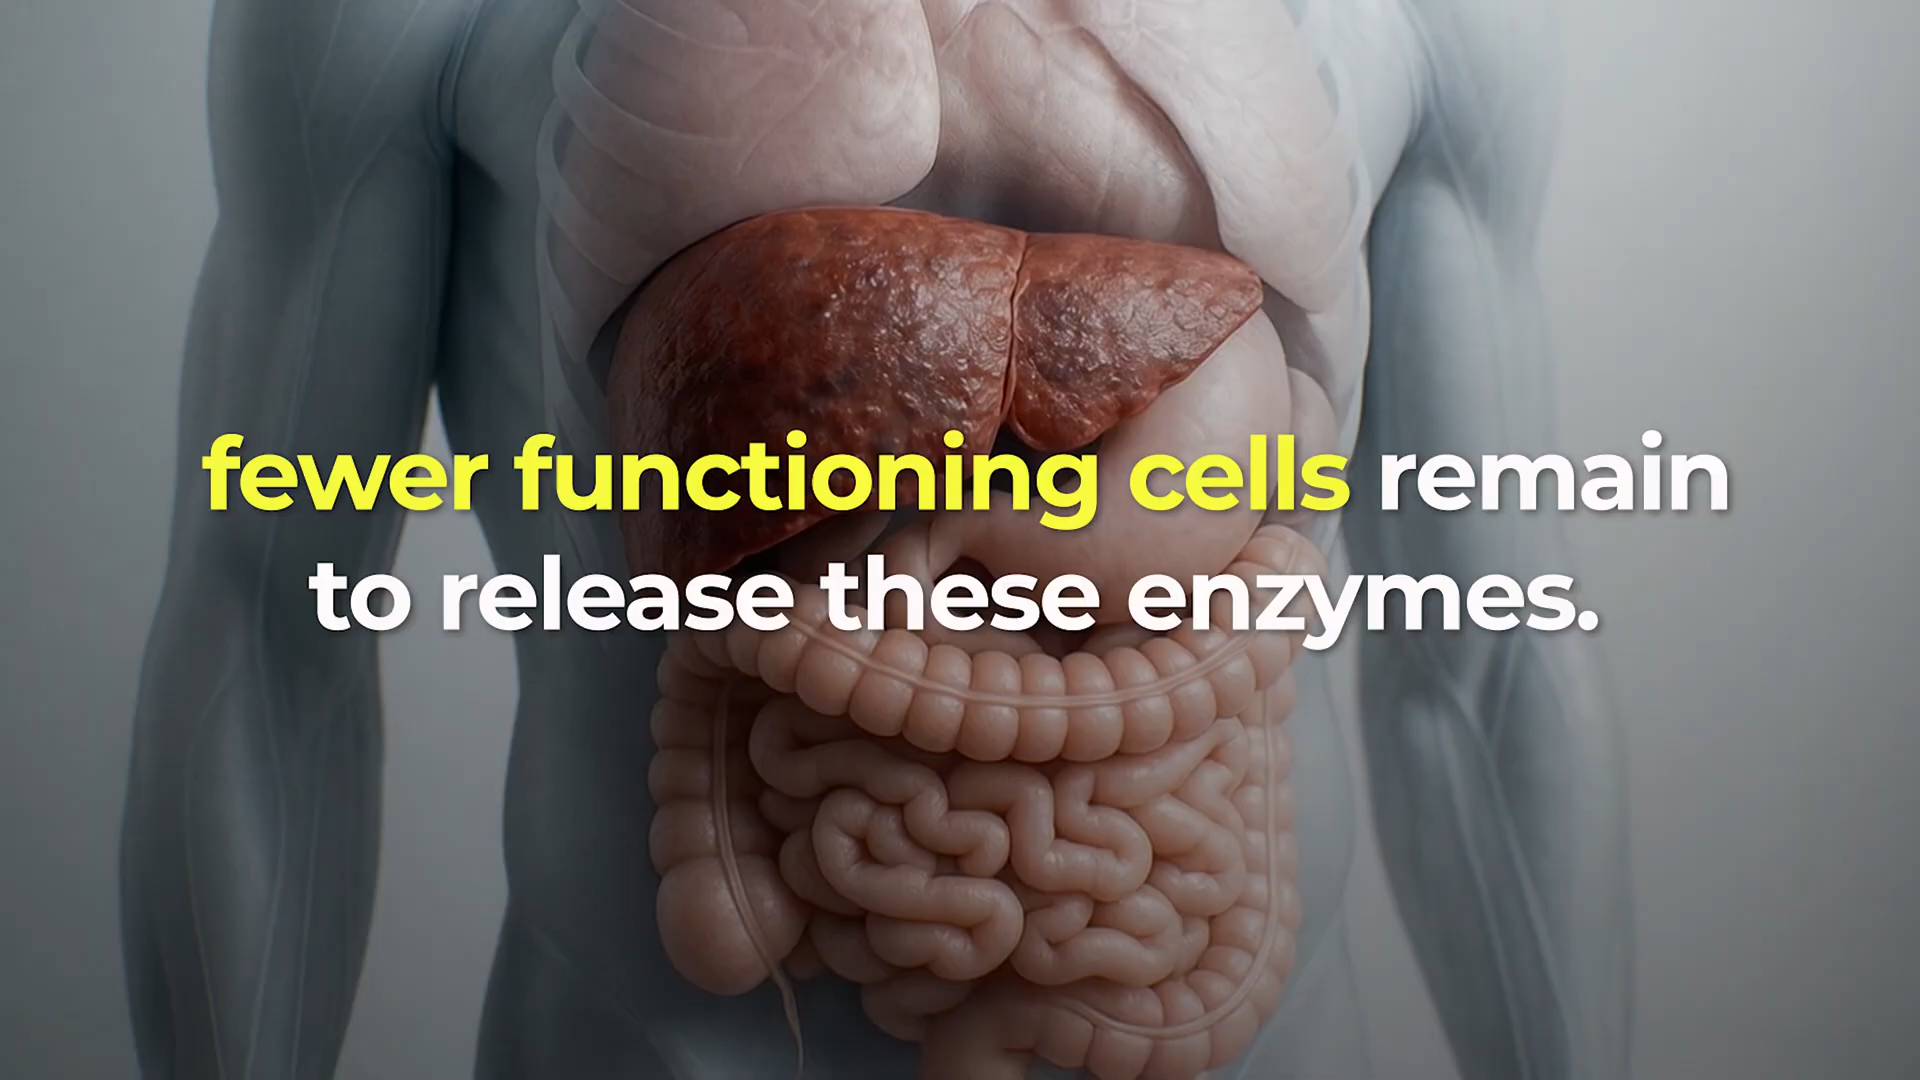 fewer functioning cells remain
to release these enzymes.